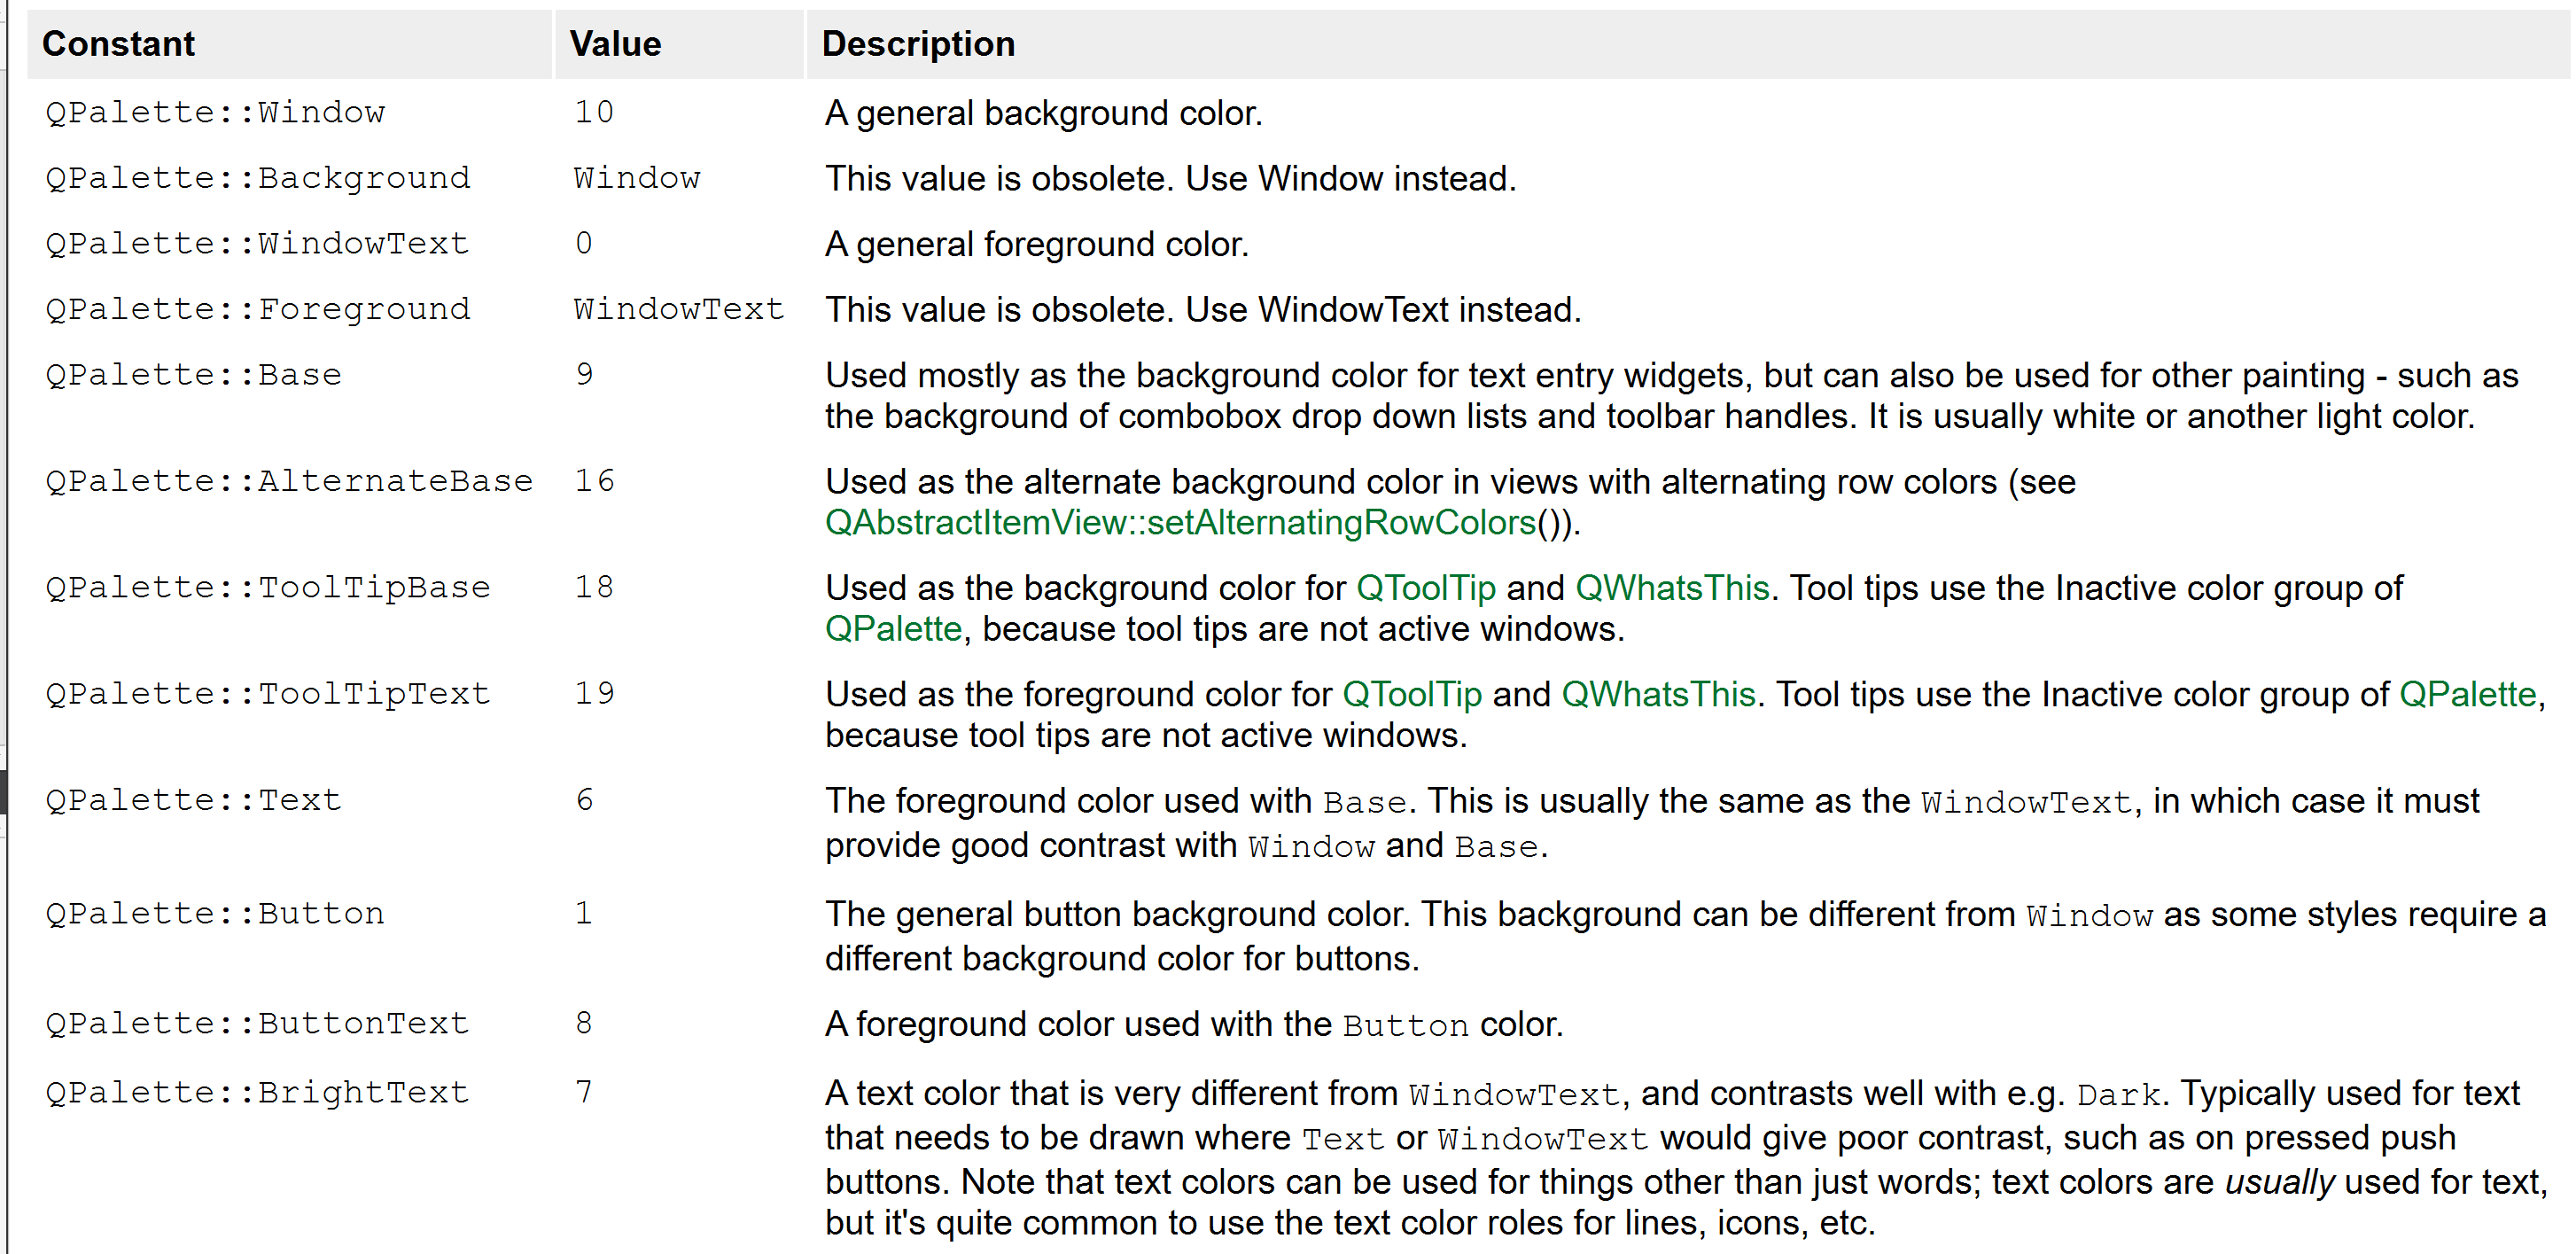 Constant Value Description
QPalette::Window 10 A general background color.
QPalette::Background Window This value is obsolete. Use Window instead.
QPalette::WindowText 0 A general foreground color.
QPalette::Foreground WindowText This value is obsolete. Use WindowText instead.
QPalette::Base 9 Used mostly as the background color for text entry widgets, but can also be used for other painting - such as
the background of combobox drop down lists and toolbar handles. It is usually white or another light color.
QPalette::AlternateBase 16 Used as the alternate background color in views with alternating row colors (see
QAbstractItemView::setAlternatingRowColors()).
QPalette::ToolTipBase 18 Used as the background color for QToolTip and QWhatsThis. Tool tips use the Inactive color group of
QPalette, because tool tips are not active windows.
QPalette::ToolTipText 19 Used as the foreground color for QToolTip and QWhatsThis. Tool tips use the Inactive color group of QPalette,
because tool tips are not active windows.
QPalette::Text 6 The foreground color used with Base. This is usually the same as the WindowText, in which case it must
provide good contrast with Window and Base.
QPalette::Button 1 The general button background color. This background can be different from Window as some styles require a
different background color for buttons.
QPalette::ButtonText 8 A foreground color used with the Button color.
QPalette::BrightText 7 A text color that is very different from WindowText, and contrasts well with e.g. Dark. Typically used for text
that needs to be drawn where Text or WindowText would give poor contrast, such as on pressed push
buttons. Note that text colors can be used for things other than just words; text colors are usually used for text,
but it's quite common to use the text color roles for lines, icons, etc.